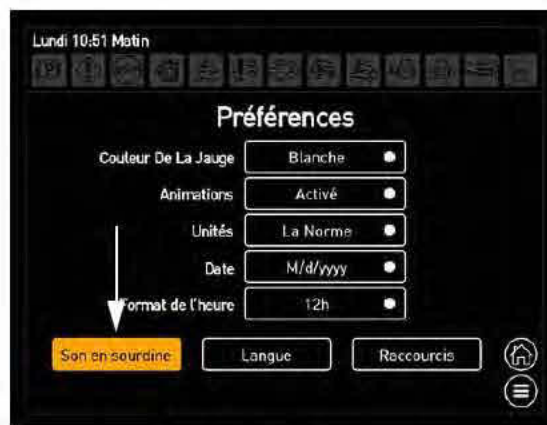 Lundi 10:51 Matin
Préférences
Couleur De La Jauge Blanche
Animations Activé
Unités La Norme
Date M/d/yyyy
Format de l'heure 12h
Son en sourdine Langue Raccourcis